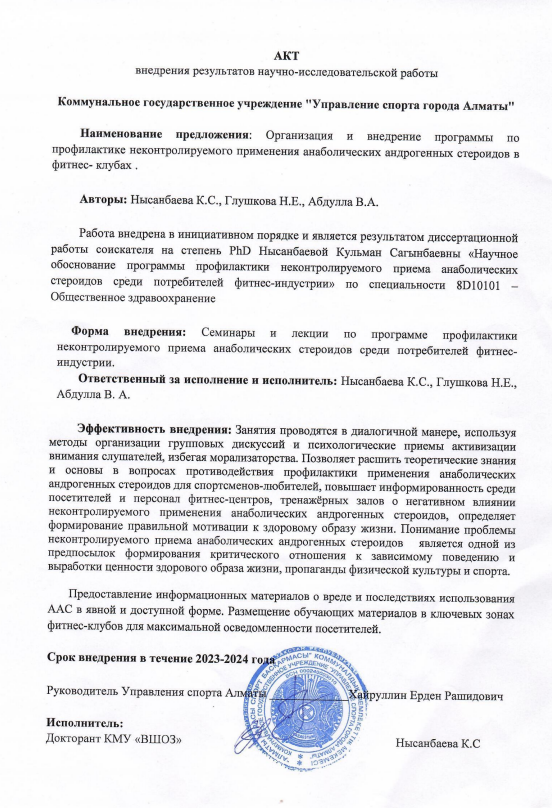 АКТ
внедрения результатов научно-исследовательской работы
Коммунальное государственное учреждение "Управление спорта города Алматы"
Наименование предложения: Организация и внедрение программы по
профилактике неконтролируемого применения анаболических андрогенных стероидов в
фитнес- клубах .
Авторы: Нысанбаева К.С., Глушкова Н.Е., Абдулла В.А.
Работа внедрена в инициативном порядке и является результатом диссертационной
работы соискателя на степень PhD Нысанбаевой Кульман Сагынбаевны «Научное
обоснование программы профилактики неконтролируемого приема анаболических
стероидов среди потребителей фитнес-индустрии» по специальности 8D10101 –
Общественное здравоохранение
Форма внедрения: Семинары и лекции по программе профилактики
неконтролируемого приема анаболических стероидов среди потребителей фитнес-
индустрии.
Ответственный за исполнение и исполнитель: Нысанбаева К.С., Глушкова Н.Е.,
Абдулла В. А.
Эффективность внедрения: Занятия проводятся в диалогичной манере, используя
методы организации групповых дискуссий и психологические приемы активизации
внимания слушателей, избегая морализаторства. Позволяет расшить теоретические знания
и основы в вопросах противодействия профилактики применения анаболических
андрогенных стероидов для спортсменов-любителей, повышает информированность среди
посетителей и персонал фитнес-центров, тренажёрных залов о негативном влиянии
неконтролируемого применения анаболических андрогенных стероидов, определяет
формирование правильной мотивации к здоровому образу жизни. Понимание проблемы
неконтролируемого приема анаболических андрогенных стероидов является одной из
предпосылок формирования критического отношения к зависимому поведению и
выработки ценности здорового образа жизни, пропаганды физической культуры и спорта.
Предоставление информационных материалов о вреде и последствиях использования
ААС в явной и доступной форме. Размещение обучающих материалов в ключевых зонах
фитнес-клубов для максимальной осведомленности посетителей.
Срок внедрения в течение 2023-2024 года
Руководитель Управления спорта Алматы Хайруллин Ерден Рашидович
Исполнитель:
Докторант КМУ «ВШОЗ» Нысанбаева К.С